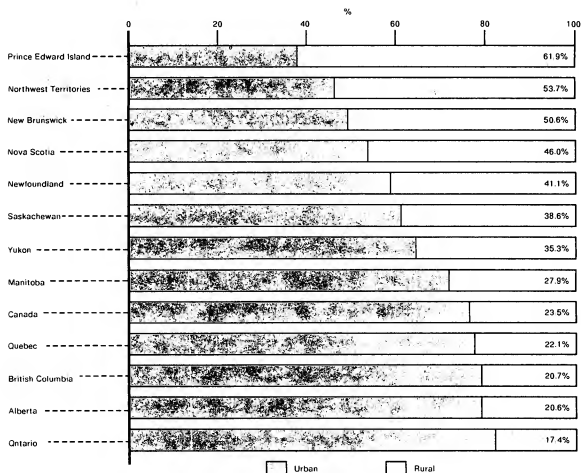 %
0 20 40 60 80 100
Prince Edward Island 61.9%
Northwest Territories 53.7%
New Brunswick 50.6%
Nova Scotia 46.0%
Newfoundland 41.1%
Saskachewan 38.6%
Yukon 35.3%
Manitoba 27.9%
Canada 23.5%
Quebec 22.1%
British Columbia 20.7%
Alberta 20.6%
Ontario 17.4%
Urban Rural